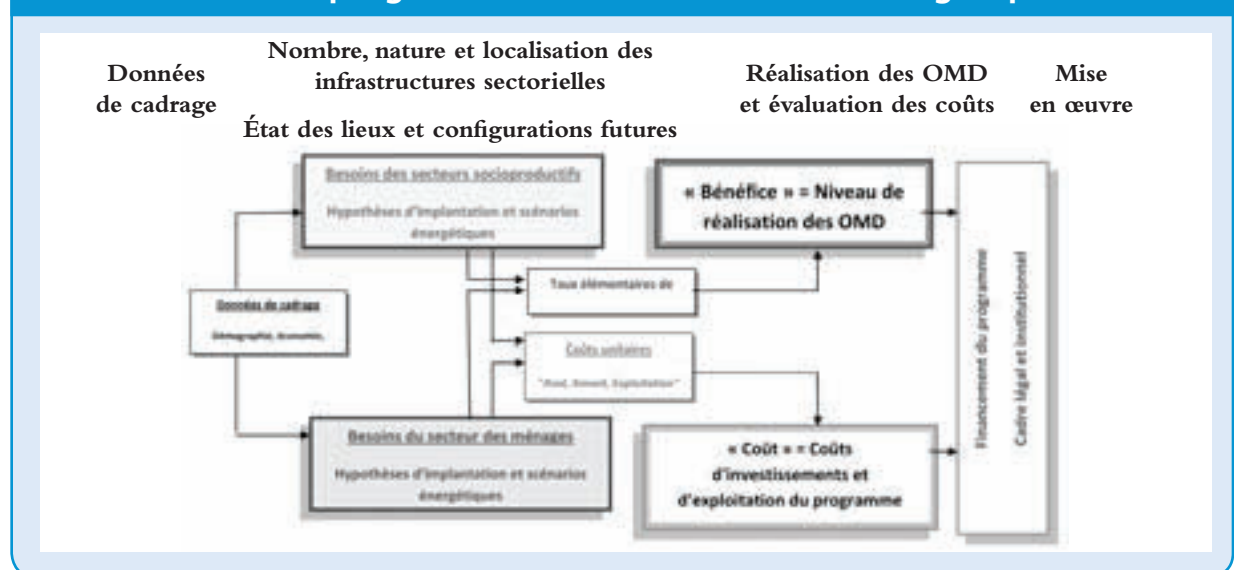 Données
de cadrage
Nombre, nature et localisation des
infrastructures sectorielles
État des lieux et configurations futures
Réalisation des OMD
et évaluation des coûts
Mise
en œuvre
Besoins des secteurs socioproductifs
Hypothèses d'implantation et scénarios
énergétiques
« Bénéfice » = Niveau de
réalisation des OMD
Taux élémentaires de
Données de cadrage
Démographie, économie,
Coûts unitaires
Exploitation"
Besoins du secteur des ménages
Hypothèses d'implantation et scénarios
énergétiques
« Coût » = Coûts
d'investissements et
d'exploitation du programme
Financement du programme
Cadre légal et institutionnel